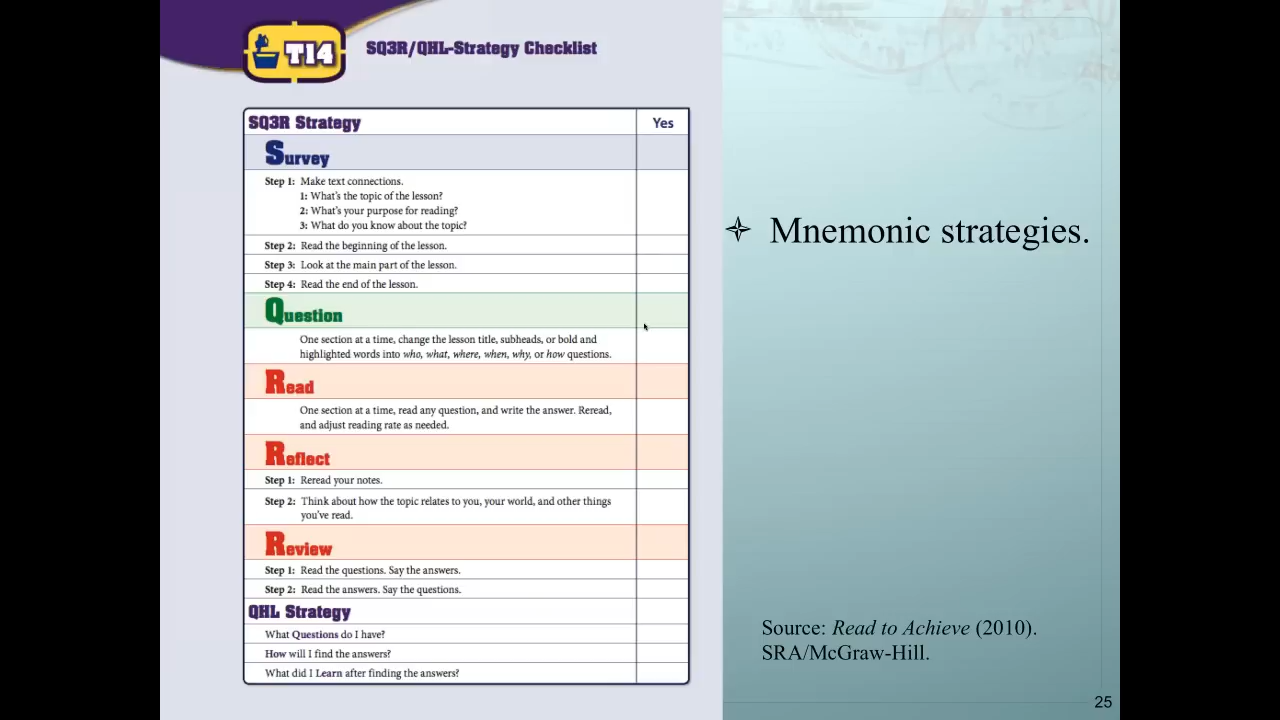 T14
SQ3R/QHL-Strategy Checklist
SQ3R Strategy Yes
Survey
Step 1: Make text connections.
1: What's the topic of the lesson?
2: What's your purpose for reading?
3: What do you know about the topic?
Step 2: Read the beginning of the lesson.
Step 3: Look at the main part of the lesson.
Step 4: Read the end of the lesson.
Question
One section at a time, change the lesson title, subheads, or bold and
highlighted words into who, what, where, when, why, or how questions.
Read
One section at a time, read any question, and write the answer. Reread,
and adjust reading rate as needed.
Reflect
Step 1: Reread your notes.
Step 2: Think about how the topic relates to you, your world, and other things
you've read.
Review
Step 1: Read the questions. Say the answers.
Step 2: Read the answers. Say the questions.
QHL Strategy
What Questions do I have?
How will I find the answers?
What did I Learn after finding the answers?
Mnemonic strategies.
Source: Read to Achieve (2010).
SRA/McGraw-Hill.
25